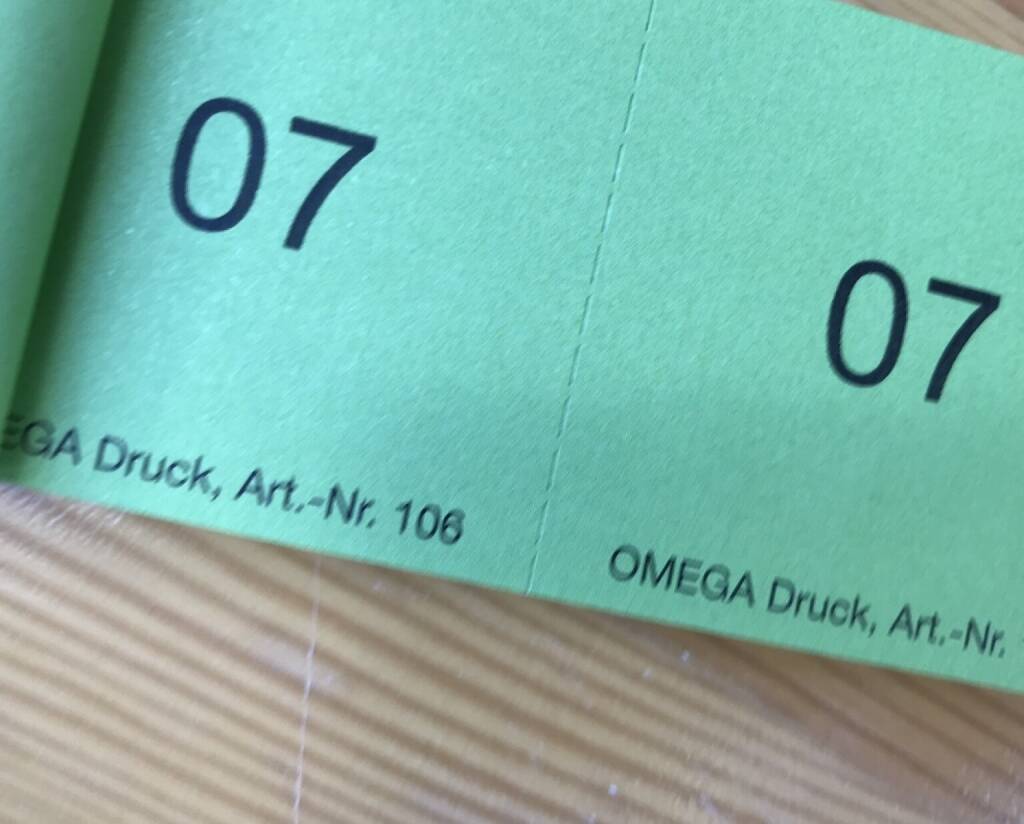 07
EGA Druck, Art.-Nr. 106
07
OMEGA Druck, Art.-Nr.